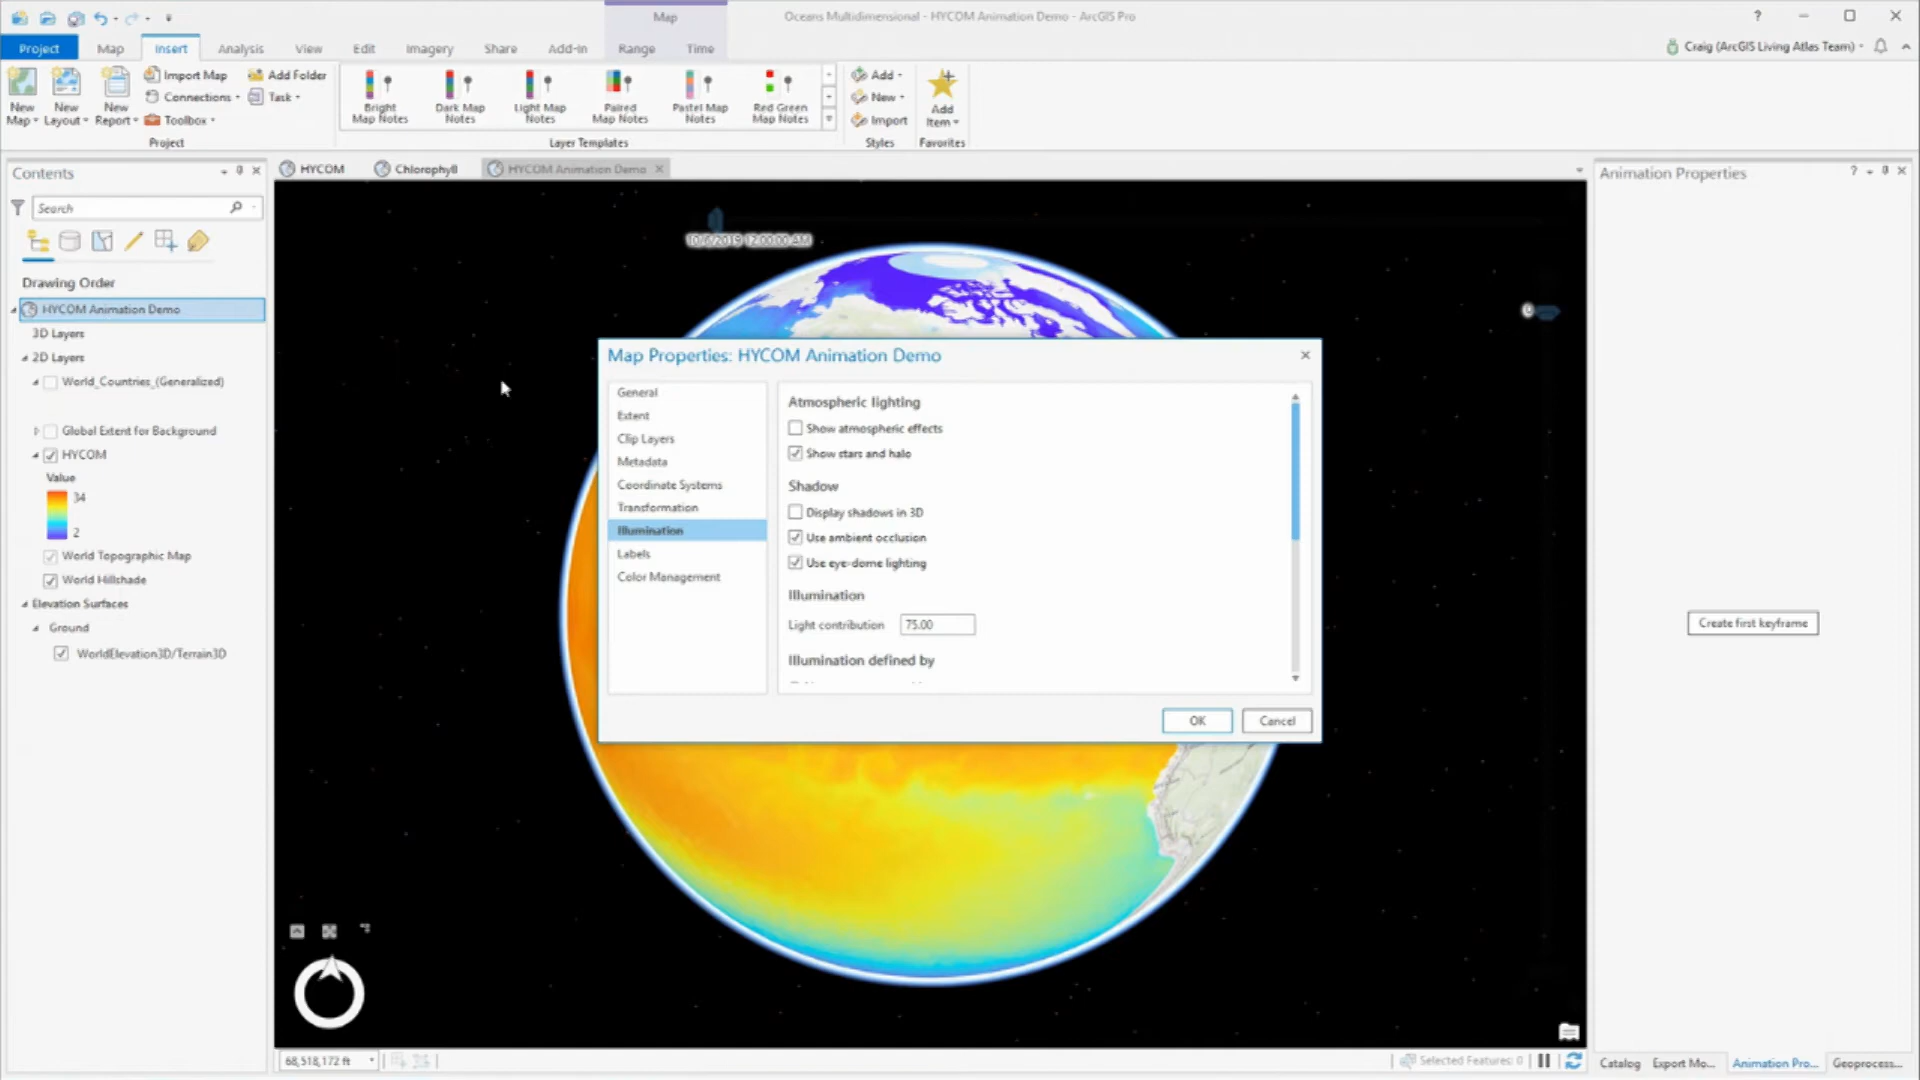 Map
Oceans Multidimensional - HYCOM Animation Demo - ArcGIS Pro
Project
Map
Insert
Analysis
View
Edit
Imagery
Share
Add-In
Range
Time
Craig (ArcGIS Living Atlas Team)
New Map
New Layout
New Report
Import Map
Connections
Toolbox
Add Folder
Task
Project
Bright Map Notes
Dark Map Notes
Light Map Notes
Paired Map Notes
Pastel Map Notes
Red Green Map Notes
Layer Templates
Add
New
Import
Styles
Add Item
Favorites
Contents
Search
Drawing Order
HYCOM Animation Demo
3D Layers
2D Layers
World_Countries_(Generalized)
Global Extent for Background
HYCOM
Value
34
2
World Topographic Map
World Hillshade
Elevation Surfaces
Ground
WorldElevation3D/Terrain3D
HYCOM
Chlorophyll
HYCOM Animation Demo
10/6/2019 12:00:00 AM
Map Properties: HYCOM Animation Demo
General
Extent
Clip Layers
Metadata
Coordinate Systems
Transformation
Illumination
Labels
Color Management
Atmospheric lighting
Show atmospheric effects
Show stars and halo
Shadow
Display shadows in 3D
Use ambient occlusion
Use eye-dome lighting
Illumination
Light contribution 75.00
Illumination defined by
OK
Cancel
68,518,172 ft
Selected Features: 0
Animation Properties
Create first keyframe
Catalog
Export Mo...
Animation Pro...
Geoprocess...